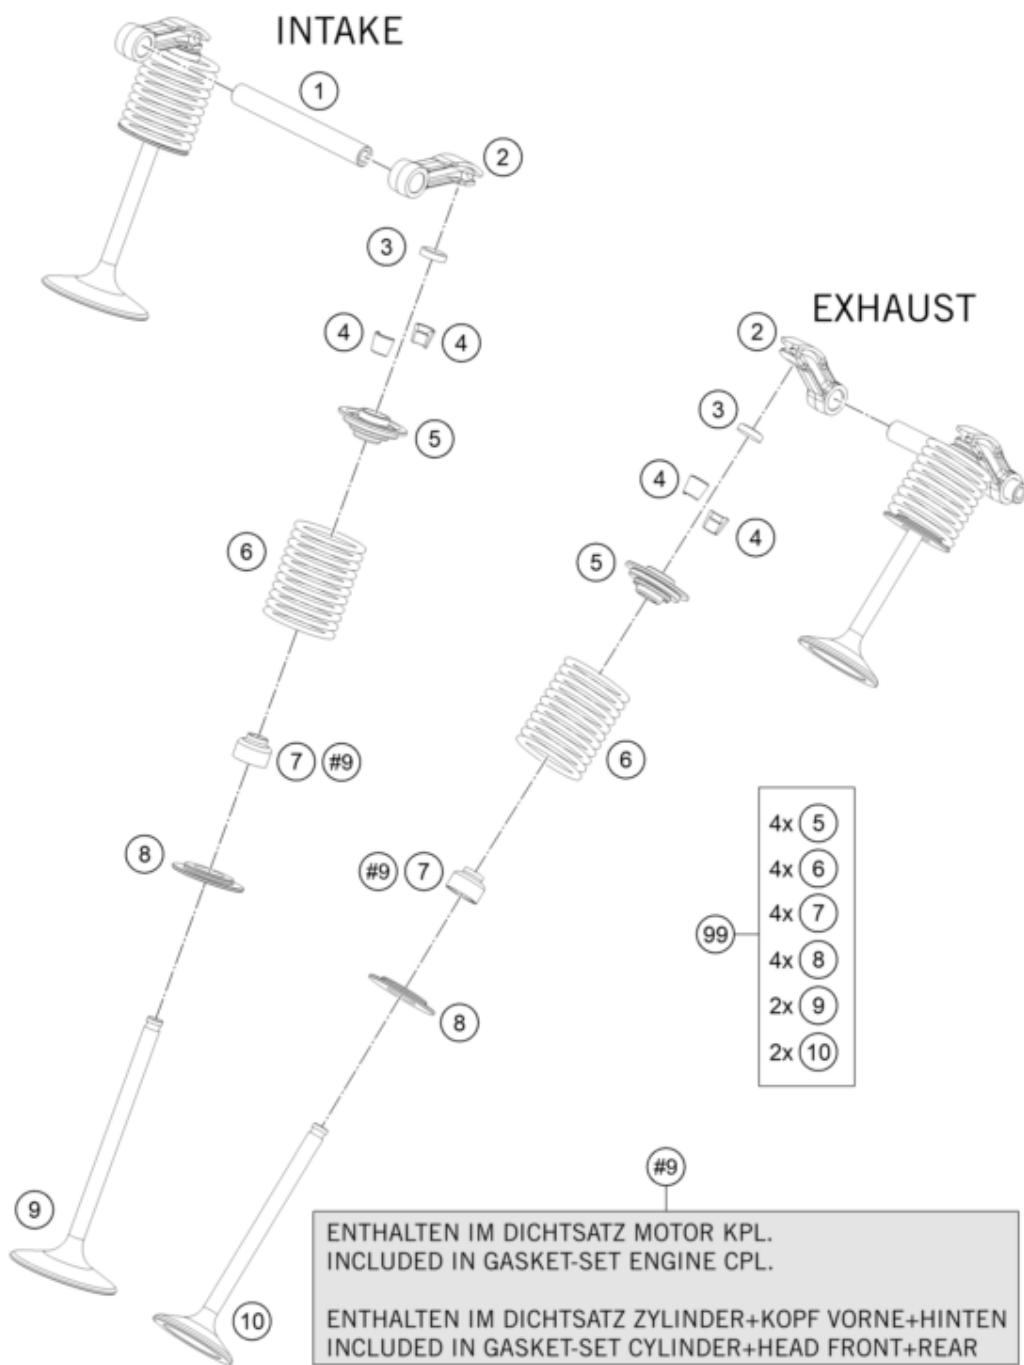 INTAKE
1
2
3
4 4
5
6
7 #9
8
9
EXHAUST
2
3
4
4
5
6
#9 7
8
10
99
4x 5
4x 6
4x 7
4x 8
2x 9
2x 10
#9
ENTHALTEN IM DICHTSATZ MOTOR KPL.
INCLUDED IN GASKET-SET ENGINE CPL.
ENTHALTEN IM DICHTSATZ ZYLINDER+KOPF VORNE+HINTEN
INCLUDED IN GASKET-SET CYLINDER+HEAD FRONT+REAR